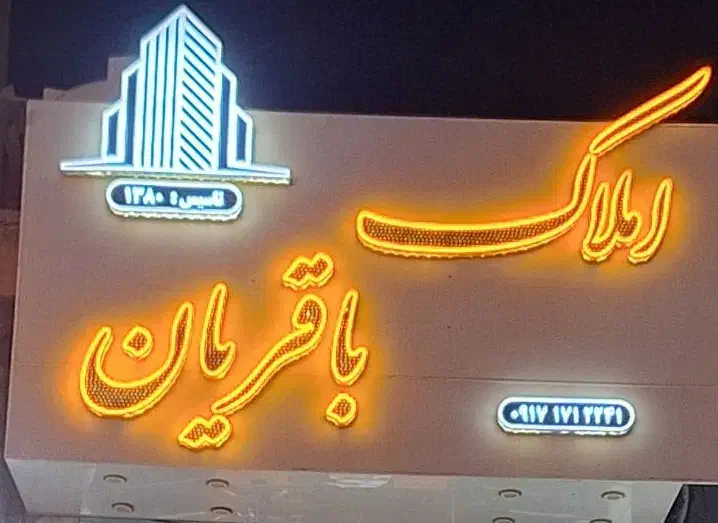 املاک
باقریان
تاسیس: ۱۳۸۰
۰۹۱۷ ۱۷۱ ۲۲۴۱